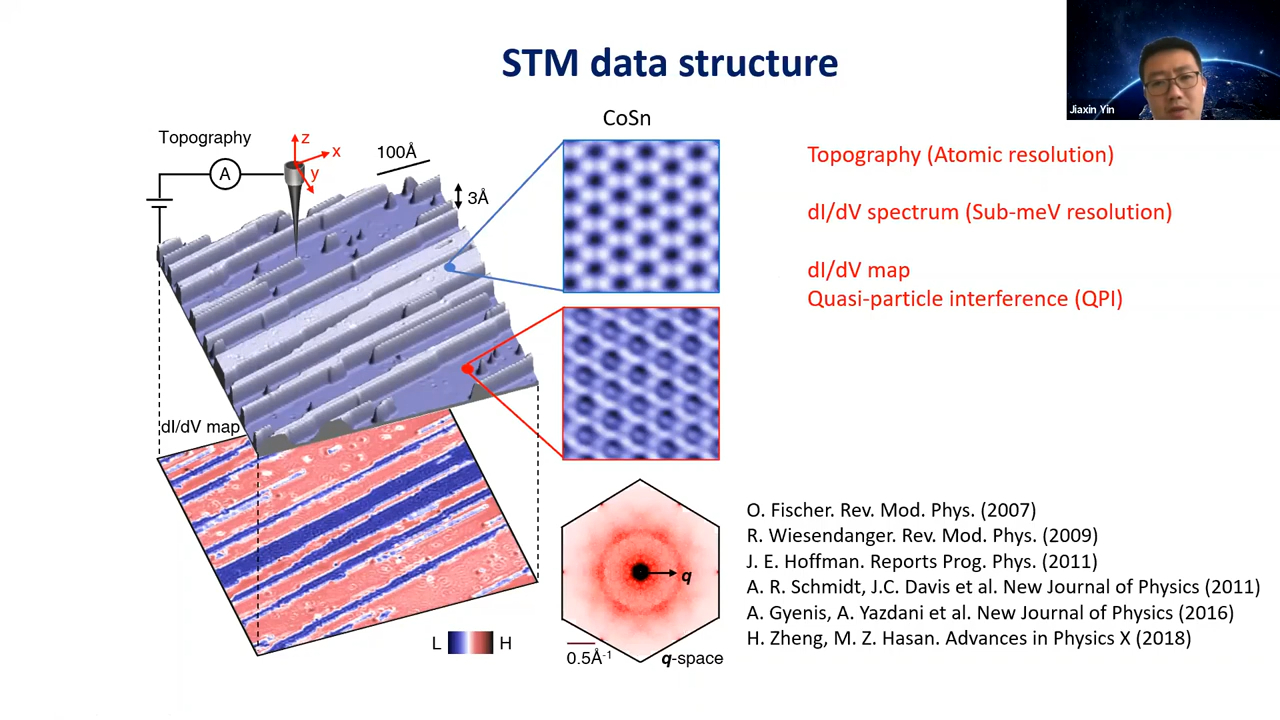 STM data structure
Jiaxin Yin
CoSn
Topography
z
x
y
A
100Å
3Å
Topography (Atomic resolution)
dI/dV spectrum (Sub-meV resolution)
dI/dV map
Quasi-particle interference (QPI)
dI/dV map
L
H
q
0.5Å⁻¹
q-space
O. Fischer. Rev. Mod. Phys. (2007)
R. Wiesendanger. Rev. Mod. Phys. (2009)
J. E. Hoffman. Reports Prog. Phys. (2011)
A. R. Schmidt, J.C. Davis et al. New Journal of Physics (2011)
A. Gyenis, A. Yazdani et al. New Journal of Physics (2016)
H. Zheng, M. Z. Hasan. Advances in Physics X (2018)